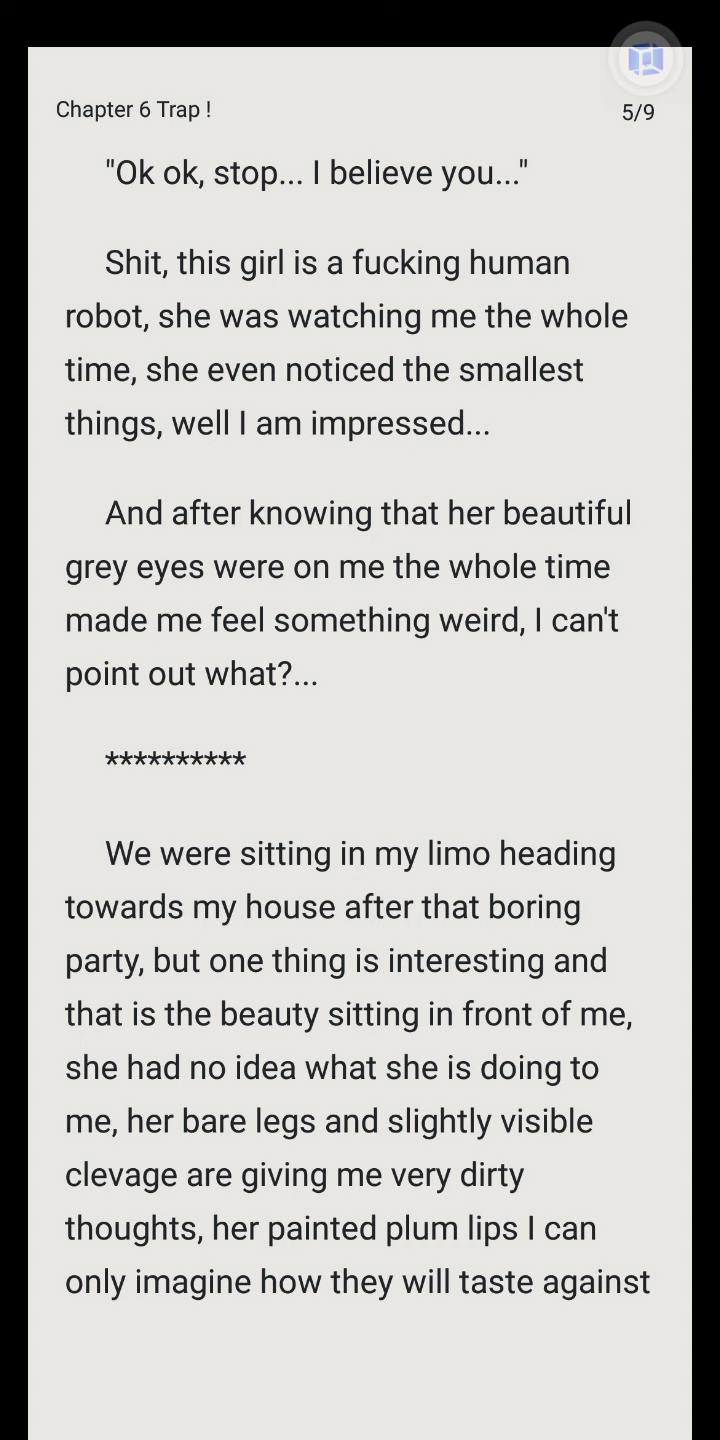 Chapter 6 Trap !
5/9
"Ok ok, stop... I believe you..."
Shit, this girl is a fucking human
robot, she was watching me the whole
time, she even noticed the smallest
things, well I am impressed...
And after knowing that her beautiful
grey eyes were on me the whole time
made me feel something weird, I can't
point out what?...
**********
We were sitting in my limo heading
towards my house after that boring
party, but one thing is interesting and
that is the beauty sitting in front of me,
she had no idea what she is doing to
me, her bare legs and slightly visible
clevage are giving me very dirty
thoughts, her painted plum lips I can
only imagine how they will taste against